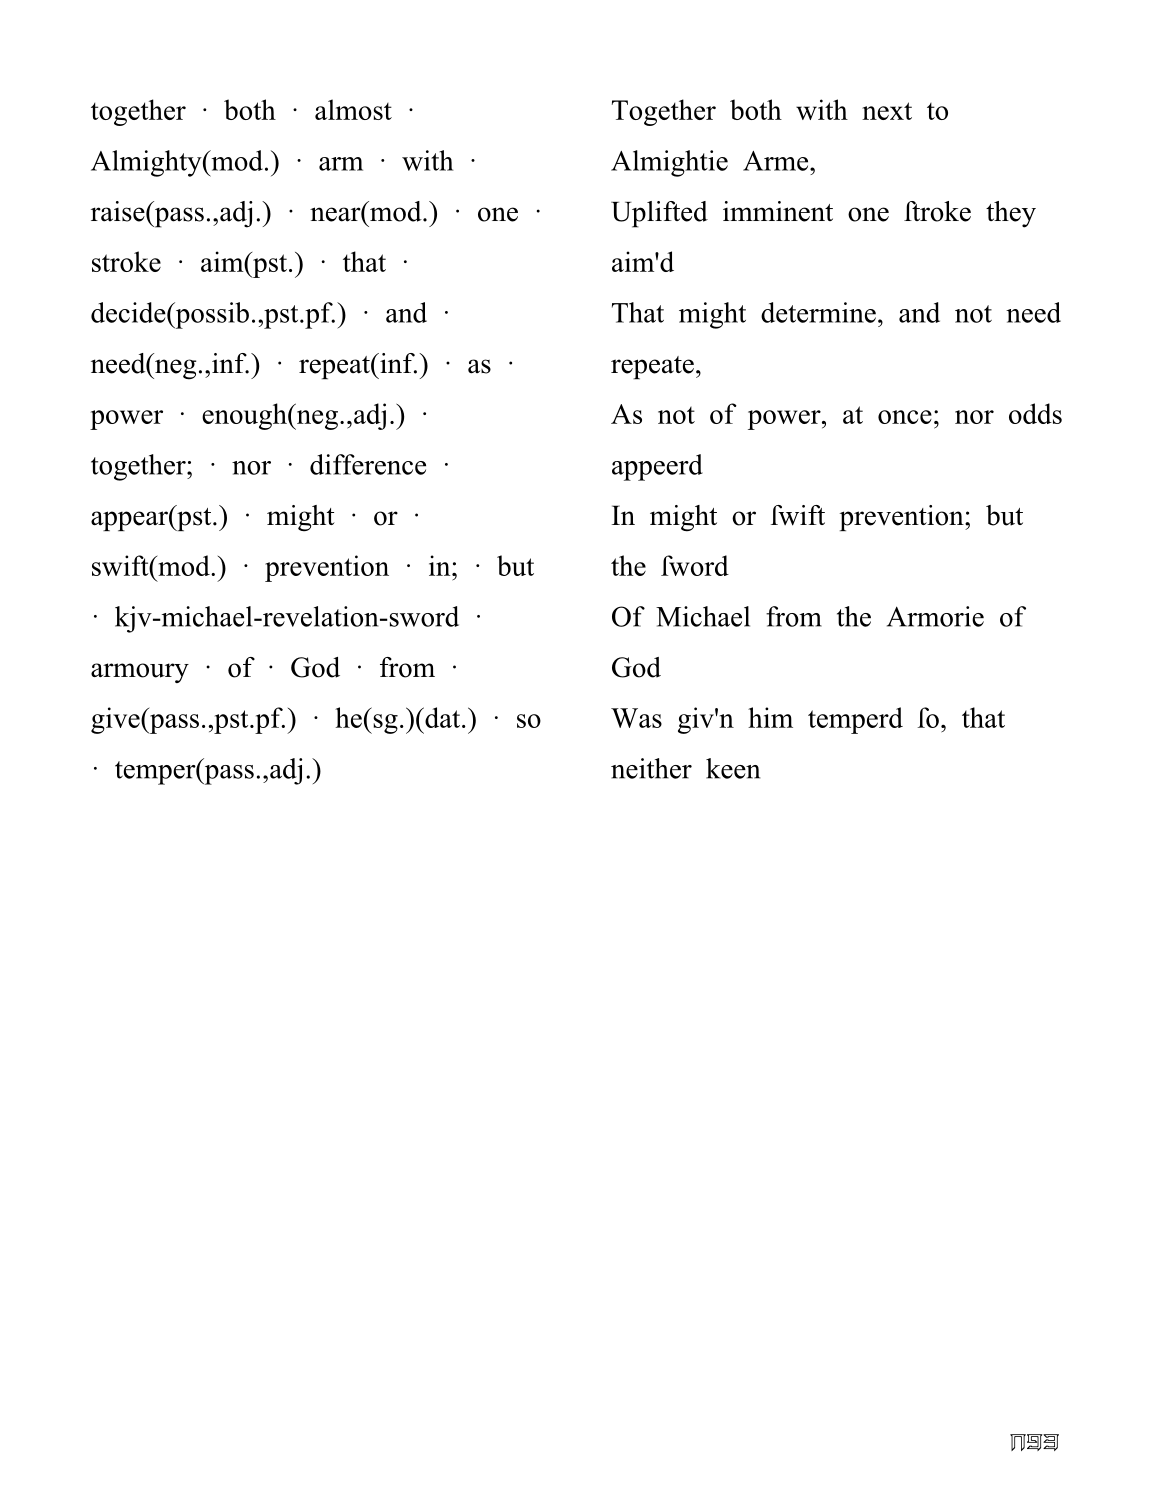 together · both · almost ·
Almighty(mod.) · arm · with ·
raise(pass.,adj.) · near(mod.) · one ·
stroke · aim(pst.) · that ·
decide(possib.,pst.pf.) · and ·
need(neg.,inf.) · repeat(inf.) · as ·
power · enough(neg.,adj.) ·
together; · nor · difference ·
appear(pst.) · might · or ·
swift(mod.) · prevention · in; · but
· kjv-michael-revelation-sword ·
armoury · of · God · from ·
give(pass.,pst.pf.) · he(sg.)(dat.) · so
· temper(pass.,adj.)
Together both with next to
Almightie Arme,
Uplifted imminent one ſtroke they
aim'd
That might determine, and not need
repeate,
As not of power, at once; nor odds
appeerd
In might or ſwift prevention; but
the ſword
Of Michael from the Armorie of
God
Was giv'n him temperd ſo, that
neither keen